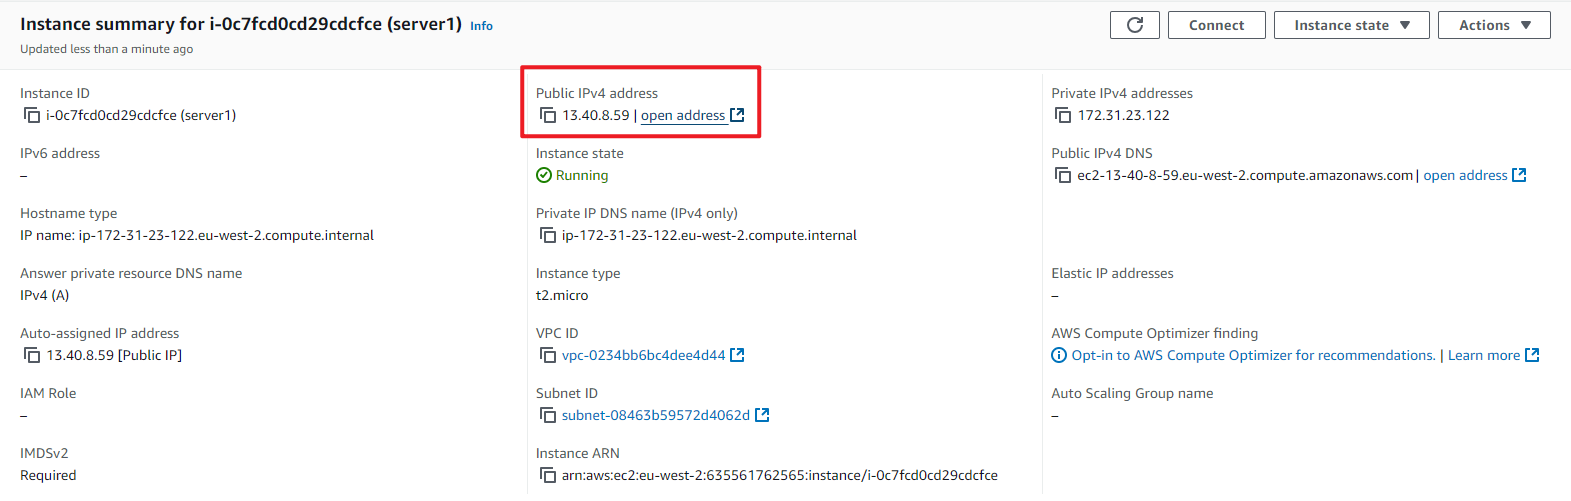 Instance summary for i-0c7fcd0cd29cdcfce (server1) Info
Updated less than a minute ago
Connect
Instance state
Actions
Instance ID
i-0c7fcd0cd29cdcfce (server1)
Public IPv4 address
13.40.8.59 | open address
Private IPv4 addresses
172.31.23.122
IPv6 address
–
Instance state
Running
Public IPv4 DNS
ec2-13-40-8-59.eu-west-2.compute.amazonaws.com | open address
Hostname type
IP name: ip-172-31-23-122.eu-west-2.compute.internal
Private IP DNS name (IPv4 only)
ip-172-31-23-122.eu-west-2.compute.internal
Answer private resource DNS name
IPv4 (A)
Instance type
t2.micro
Elastic IP addresses
–
Auto-assigned IP address
13.40.8.59 [Public IP]
VPC ID
vpc-0234bb6bc4dee4d44
AWS Compute Optimizer finding
Opt-in to AWS Compute Optimizer for recommendations. | Learn more
IAM Role
–
Subnet ID
subnet-08463b59572d4062d
Auto Scaling Group name
–
IMDSv2
Required
Instance ARN
arn:aws:ec2:eu-west-2:635561762565:instance/i-0c7fcd0cd29cdcfce